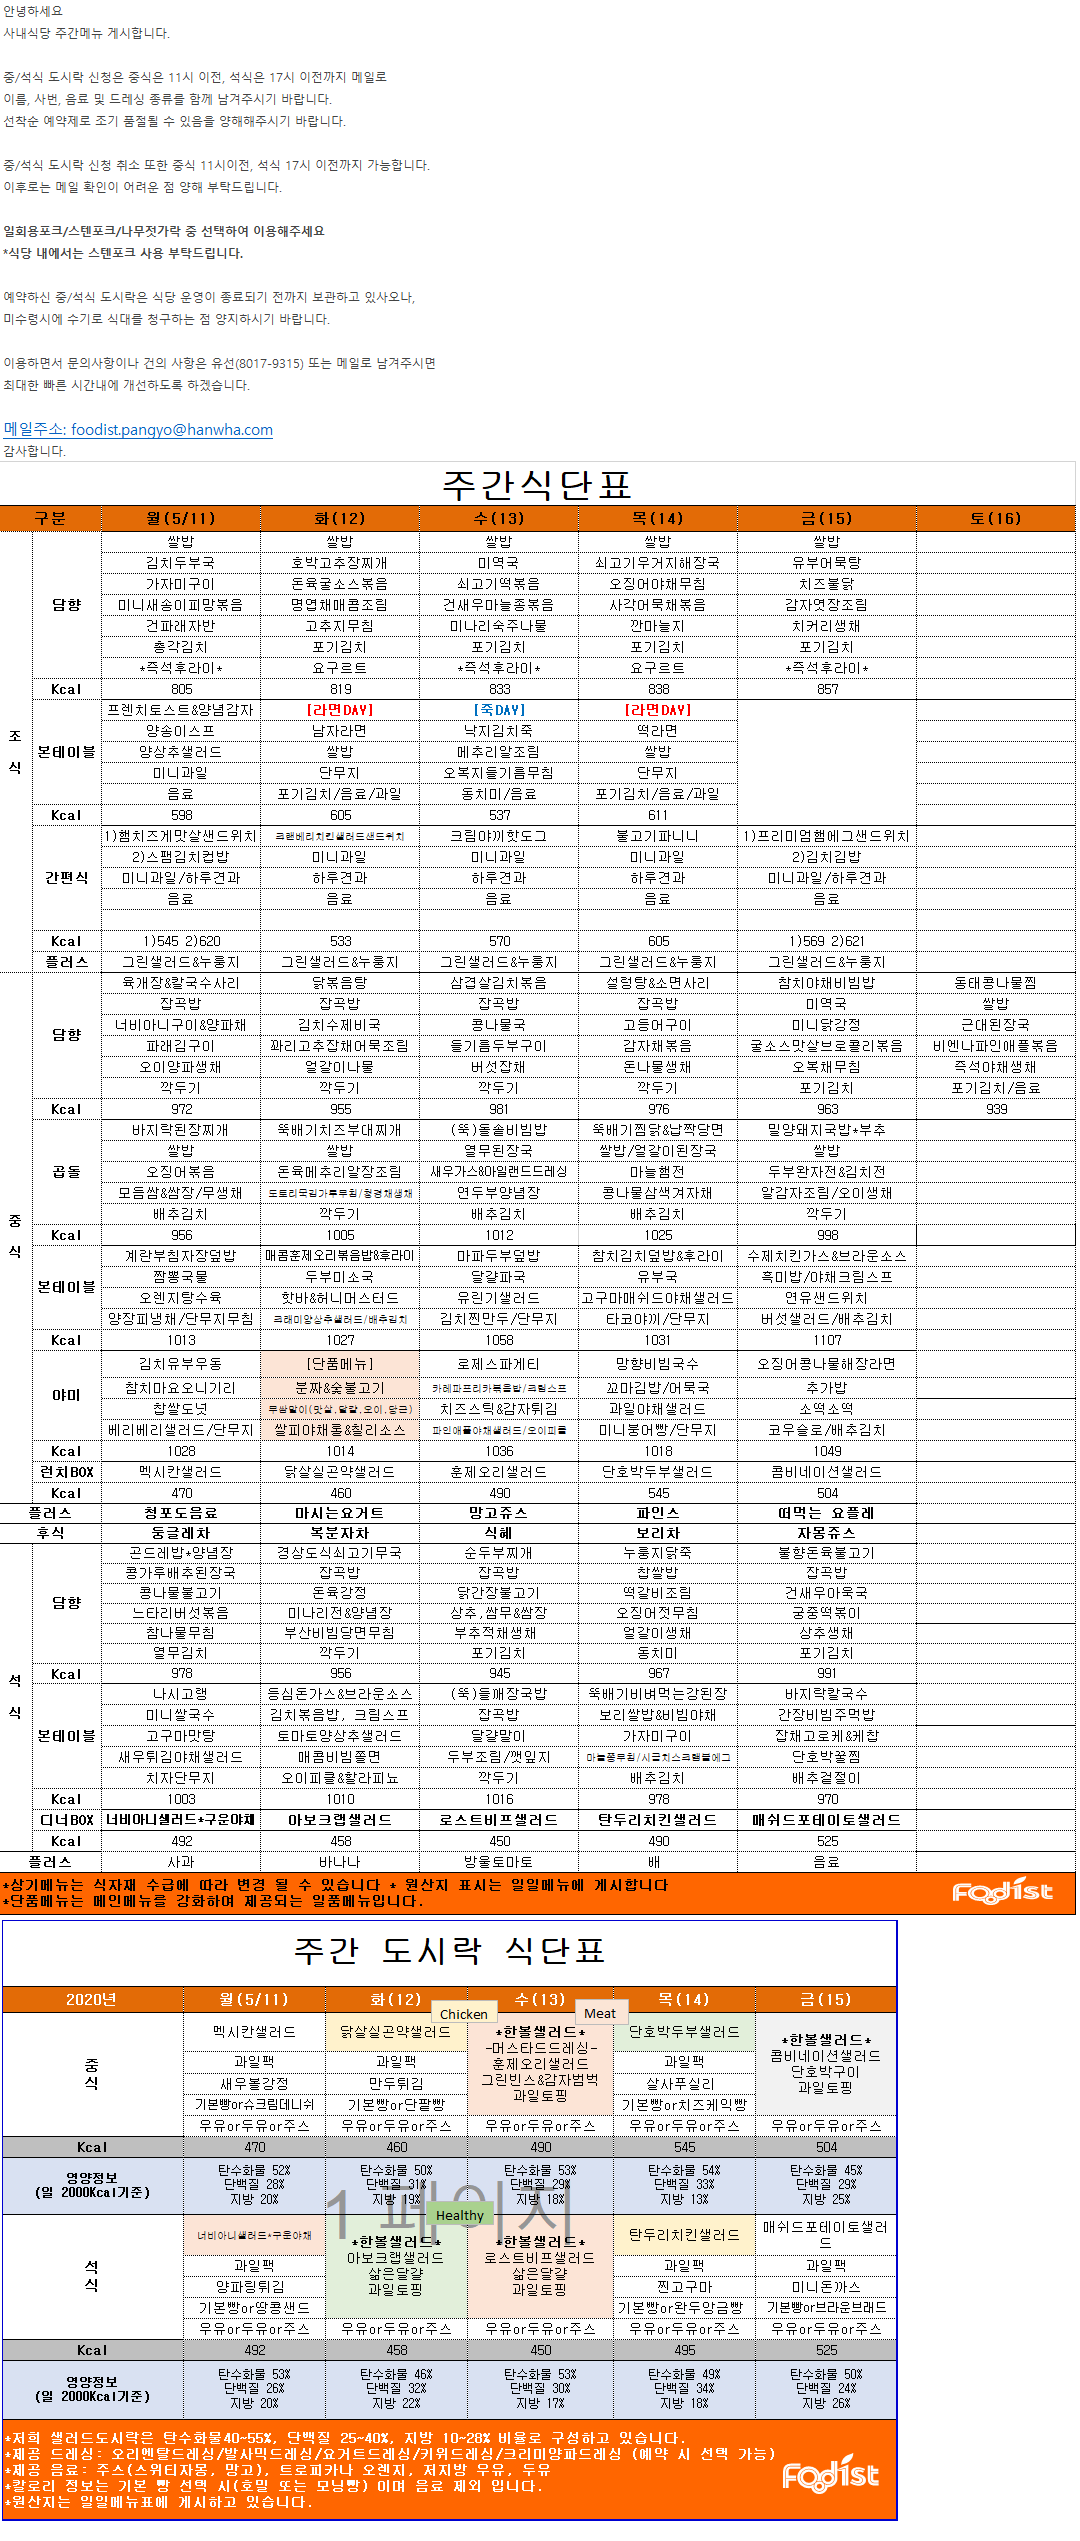 안녕하세요
사내식당 주간메뉴 게시합니다.
중/석식 도시락 신청은 중식은 11시 이전, 석식은 17시 이전까지 메일로
이름, 사번, 음료 및 드레싱 종류를 함께 남겨주시기 바랍니다.
선착순 예약제로 조기 품절될 수 있음을 양해해주시기 바랍니다.
중/석식 도시락 신청 취소 또한 중식 11시이전, 석식 17시 이전까지 가능합니다.
이후로는 메일 확인이 어려운 점 양해 부탁드립니다.
일회용포크/스텐포크/나무젓가락 중 선택하여 이용해주세요
*식당 내에서는 스텐포크 사용 부탁드립니다.
예약하신 중/석식 도시락은 식당 운영이 종료되기 전까지 보관하고 있사오나,
미수령시에 수기로 식대를 청구하는 점 양지하시기 바랍니다.
이용하면서 문의사항이나 건의 사항은 유선(8017-9315) 또는 메일로 남겨주시면
최대한 빠른 시간내에 개선하도록 하겠습니다.
메일주소: foodist.pangyo@hanwha.com
감사합니다.
주간식단표
구분 월(5/11) 화(12) 수(13) 목(14) 금(15) 토(16)
조식
담향
쌀밥 쌀밥 쌀밥 쌀밥 쌀밥
김치두부국 호박고추장찌개 미역국 쇠고기우거지해장국 유부어묵탕
가자미구이 돈육굴소스볶음 쇠고기떡볶음 오징어야채무침 치즈불닭
미니새송이피망볶음 명엽채매콤조림 건새우마늘종볶음 사각어묵채볶음 감자엿장조림
건파래자반 고추지무침 미나리숙주나물 깐마늘지 치커리생채
총각김치 포기김치 포기김치 포기김치 포기김치
*즉석후라이* 요구르트 *즉석후라이* 요구르트 *즉석후라이*
Kcal 805 819 833 838 857
본테이블
프렌치토스트&양념감자 [라면DAY] [죽DAY] [라면DAY]
양송이스프 남자라면 낙지김치죽 떡라면
양상추샐러드 쌀밥 메추리알조림 쌀밥
미니과일 단무지 오복지들기름무침 단무지
음료 포기김치/음료/과일 동치미/음료 포기김치/음료/과일
Kcal 598 605 537 611
간편식
1)햄치즈게맛살샌드위치 크랜베리치킨샐러드샌드위치 크림야끼핫도그 불고기파니니 1)프리미엄햄에그샌드위치
2)스팸김치컵밥 미니과일 미니과일 미니과일 2)김치김밥
미니과일/하루견과 하루견과 하루견과 하루견과 미니과일/하루견과
음료 음료 음료 음료 음료
Kcal 1)545 2)620 533 570 605 1)569 2)621
플러스 그린샐러드&누룽지 그린샐러드&누룽지 그린샐러드&누룽지 그린샐러드&누룽지 그린샐러드&누룽지
중식
담향
육개장&칼국수사리 닭볶음탕 삼겹살김치볶음 설렁탕&소면사리 참치야채비빔밥 동태콩나물찜
잡곡밥 잡곡밥 잡곡밥 잡곡밥 미역국 쌀밥
너비아니구이&양파채 김치수제비국 콩나물국 고등어구이 미니닭강정 근대된장국
파래김구이 꽈리고추잡채어묵조림 들기름두부구이 감자채볶음 굴소스맛살브로콜리볶음 비엔나파인애플볶음
오이양파생채 얼갈이나물 버섯잡채 돈나물생채 오복채무침 즉석야채생채
깍두기 깍두기 깍두기 깍두기 포기김치 포기김치/음료
Kcal 972 955 981 976 963 939
곱돌
바지락된장찌개 뚝배기치즈부대찌개 (뚝)돌솥비빔밥 뚝배기찜닭&납짝당면 밀양돼지국밥*부추
쌀밥 쌀밥 열무된장국 쌀밥/얼갈이된장국 쌀밥
오징어볶음 돈육메추리알장조림 새우가스&아일랜드드레싱 마늘햄전 두부완자전&김치전
모듬쌈&쌈장/무생채 도토리묵김가루무침/청경채생채 연두부양념장 콩나물삼색겨자채 알감자조림/오이생채
배추김치 깍두기 배추김치 배추김치 깍두기
Kcal 956 1005 1012 1025 998
본테이블
계란부침자장덮밥 매콤훈제오리볶음밥&후라이 마파두부덮밥 참치김치덮밥&후라이 수제치킨가스&브라운소스
짬뽕국물 두부미소국 달걀파국 유부국 흑미밥/야채크림스프
오렌지탕수육 핫바&허니머스터드 유린기샐러드 고구마매쉬드야채샐러드 연유샌드위치
양장피냉채/단무지무침 크래미양상추샐러드/배추김치 김치찐만두/단무지 타코야끼/단무지 버섯샐러드/배추김치
Kcal 1013 1027 1058 1031 1107
야미
김치유부우동 [단품메뉴] 로제스파게티 망향비빔국수 오징어콩나물해장라면
참치마요오니기리 분짜&숯불고기 카레파프리카볶음밥/크림스프 꼬마김밥/어묵국 추가밥
찹쌀도넛 무쌈말이(맛살,달걀,오이,당근) 치즈스틱&감자튀김 과일야채샐러드 소떡소떡
베리베리샐러드/단무지 쌀피야채롤&칠리소스 파인애플야채샐러드/오이피클 미니붕어빵/단무지 코우슬로/배추김치
Kcal 1028 1014 1036 1018 1049
런치BOX 멕시칸샐러드 닭살실곤약샐러드 훈제오리샐러드 단호박두부샐러드 콤비네이션샐러드
Kcal 470 460 490 545 504
플러스 청포도음료 마시는요거트 망고쥬스 파인스 떠먹는 요플레
후식 둥글레차 복분자차 식혜 보리차 자몽쥬스
석식
담향
곤드레밥*양념장 경상도식쇠고기무국 순두부찌개 누룽지닭죽 불향돈육불고기
콩가루배추된장국 잡곡밥 잡곡밥 찹쌀밥 잡곡밥
콩나물불고기 돈육강정 닭간장불고기 떡갈비조림 건새우아욱국
느타리버섯볶음 미나리전&양념장 상추,쌈무&쌈장 오징어젓무침 궁중떡볶이
참나물무침 부산비빔당면무침 부추적채생채 얼갈이생채 상추생채
열무김치 깍두기 포기김치 동치미 포기김치
Kcal 978 956 945 967 991
본테이블
나시고랭 등심돈가스&브라운소스 (뚝)들깨장국밥 뚝배기비벼먹는강된장 바지락칼국수
미니쌀국수 김치볶음밥, 크림스프 잡곡밥 보리쌀밥&비빔야채 간장비빔주먹밥
고구마맛탕 토마토양상추샐러드 달걀말이 가자미구이 잡채고로케&케찹
새우튀김야채샐러드 매콤비빔쫄면 두부조림/깻잎지 마늘쫑무침/시금치스크램블에그 단호박꿀찜
치자단무지 오이피클&할라피뇨 깍두기 배추김치 배추겉절이
Kcal 1003 1010 1016 978 970
디너BOX 너비아니샐러드*구운야채 아보크랩샐러드 로스트비프샐러드 탄두리치킨샐러드 매쉬드포테이토샐러드
Kcal 492 458 450 490 525
플러스 사과 바나나 방울토마토 배 음료
*상기메뉴는 식자재 수급에 따라 변경 될 수 있습니다 * 원산지 표시는 일일메뉴에 게시합니다
*단품메뉴는 메인메뉴를 강화하여 제공되는 일품메뉴입니다.
Foodist
주간 도시락 식단표
2020년 월(5/11) 화(12) 수(13) 목(14) 금(15)
Chicken Meat
중식
멕시칸샐러드 닭살실곤약샐러드 *한볼샐러드* 단호박두부샐러드 *한볼샐러드*
-머스타드드레싱- 콤비네이션샐러드
과일팩 과일팩 훈제오리샐러드 과일팩 단호박구이
새우볼강정 만두튀김 그린빈스&감자범벅 살사푸실리 과일토핑
기본빵or슈크림데니쉬 기본빵or단팥빵 과일토핑 기본빵or치즈케익빵
우유or두유or주스 우유or두유or주스 우유or두유or주스 우유or두유or주스 우유or두유or주스
Kcal 470 460 490 545 504
영양정보
(일 2000Kcal기준)
탄수화물 52% 탄수화물 50% 탄수화물 53% 탄수화물 54% 탄수화물 45%
단백질 28% 단백질 31% 단백질 29% 단백질 33% 단백질 29%
지방 20% 지방 19% 지방 18% 지방 13% 지방 25%
1 페이지
Healthy
석식
너비아니샐러드*구운야채 *한볼샐러드* *한볼샐러드* 탄두리치킨샐러드 매쉬드포테이토샐러드
과일팩 아보크랩샐러드 로스트비프샐러드 과일팩 과일팩
양파링튀김 삶은달걀 삶은달걀 찐고구마 미니돈까스
기본빵or땅콩샌드 과일토핑 과일토핑 기본빵or완두앙금빵 기본빵or브라운브래드
우유or두유or주스 우유or두유or주스 우유or두유or주스 우유or두유or주스 우유or두유or주스
Kcal 492 458 450 495 525
영양정보
(일 2000Kcal기준)
탄수화물 53% 탄수화물 46% 탄수화물 53% 탄수화물 49% 탄수화물 50%
단백질 26% 단백질 32% 단백질 30% 단백질 34% 단백질 24%
지방 20% 지방 22% 지방 17% 지방 18% 지방 26%
*저희 샐러드도시락은 탄수화물40~55%, 단백질 25~40%, 지방 10~28% 비율로 구성하고 있습니다.
*제공 드레싱: 오리엔탈드레싱/발사믹드레싱/요거트드레싱/키위드레싱/크리미양파드레싱 (예약 시 선택 가능)
*제공 음료: 주스(스위티자몽, 망고), 트로피카나 오렌지, 저지방 우유, 두유
*칼로리 정보는 기본 빵 선택 시(호밀 또는 모닝빵) 이며 음료 제외 입니다.
*원산지는 일일메뉴표에 게시하고 있습니다.
Foodist